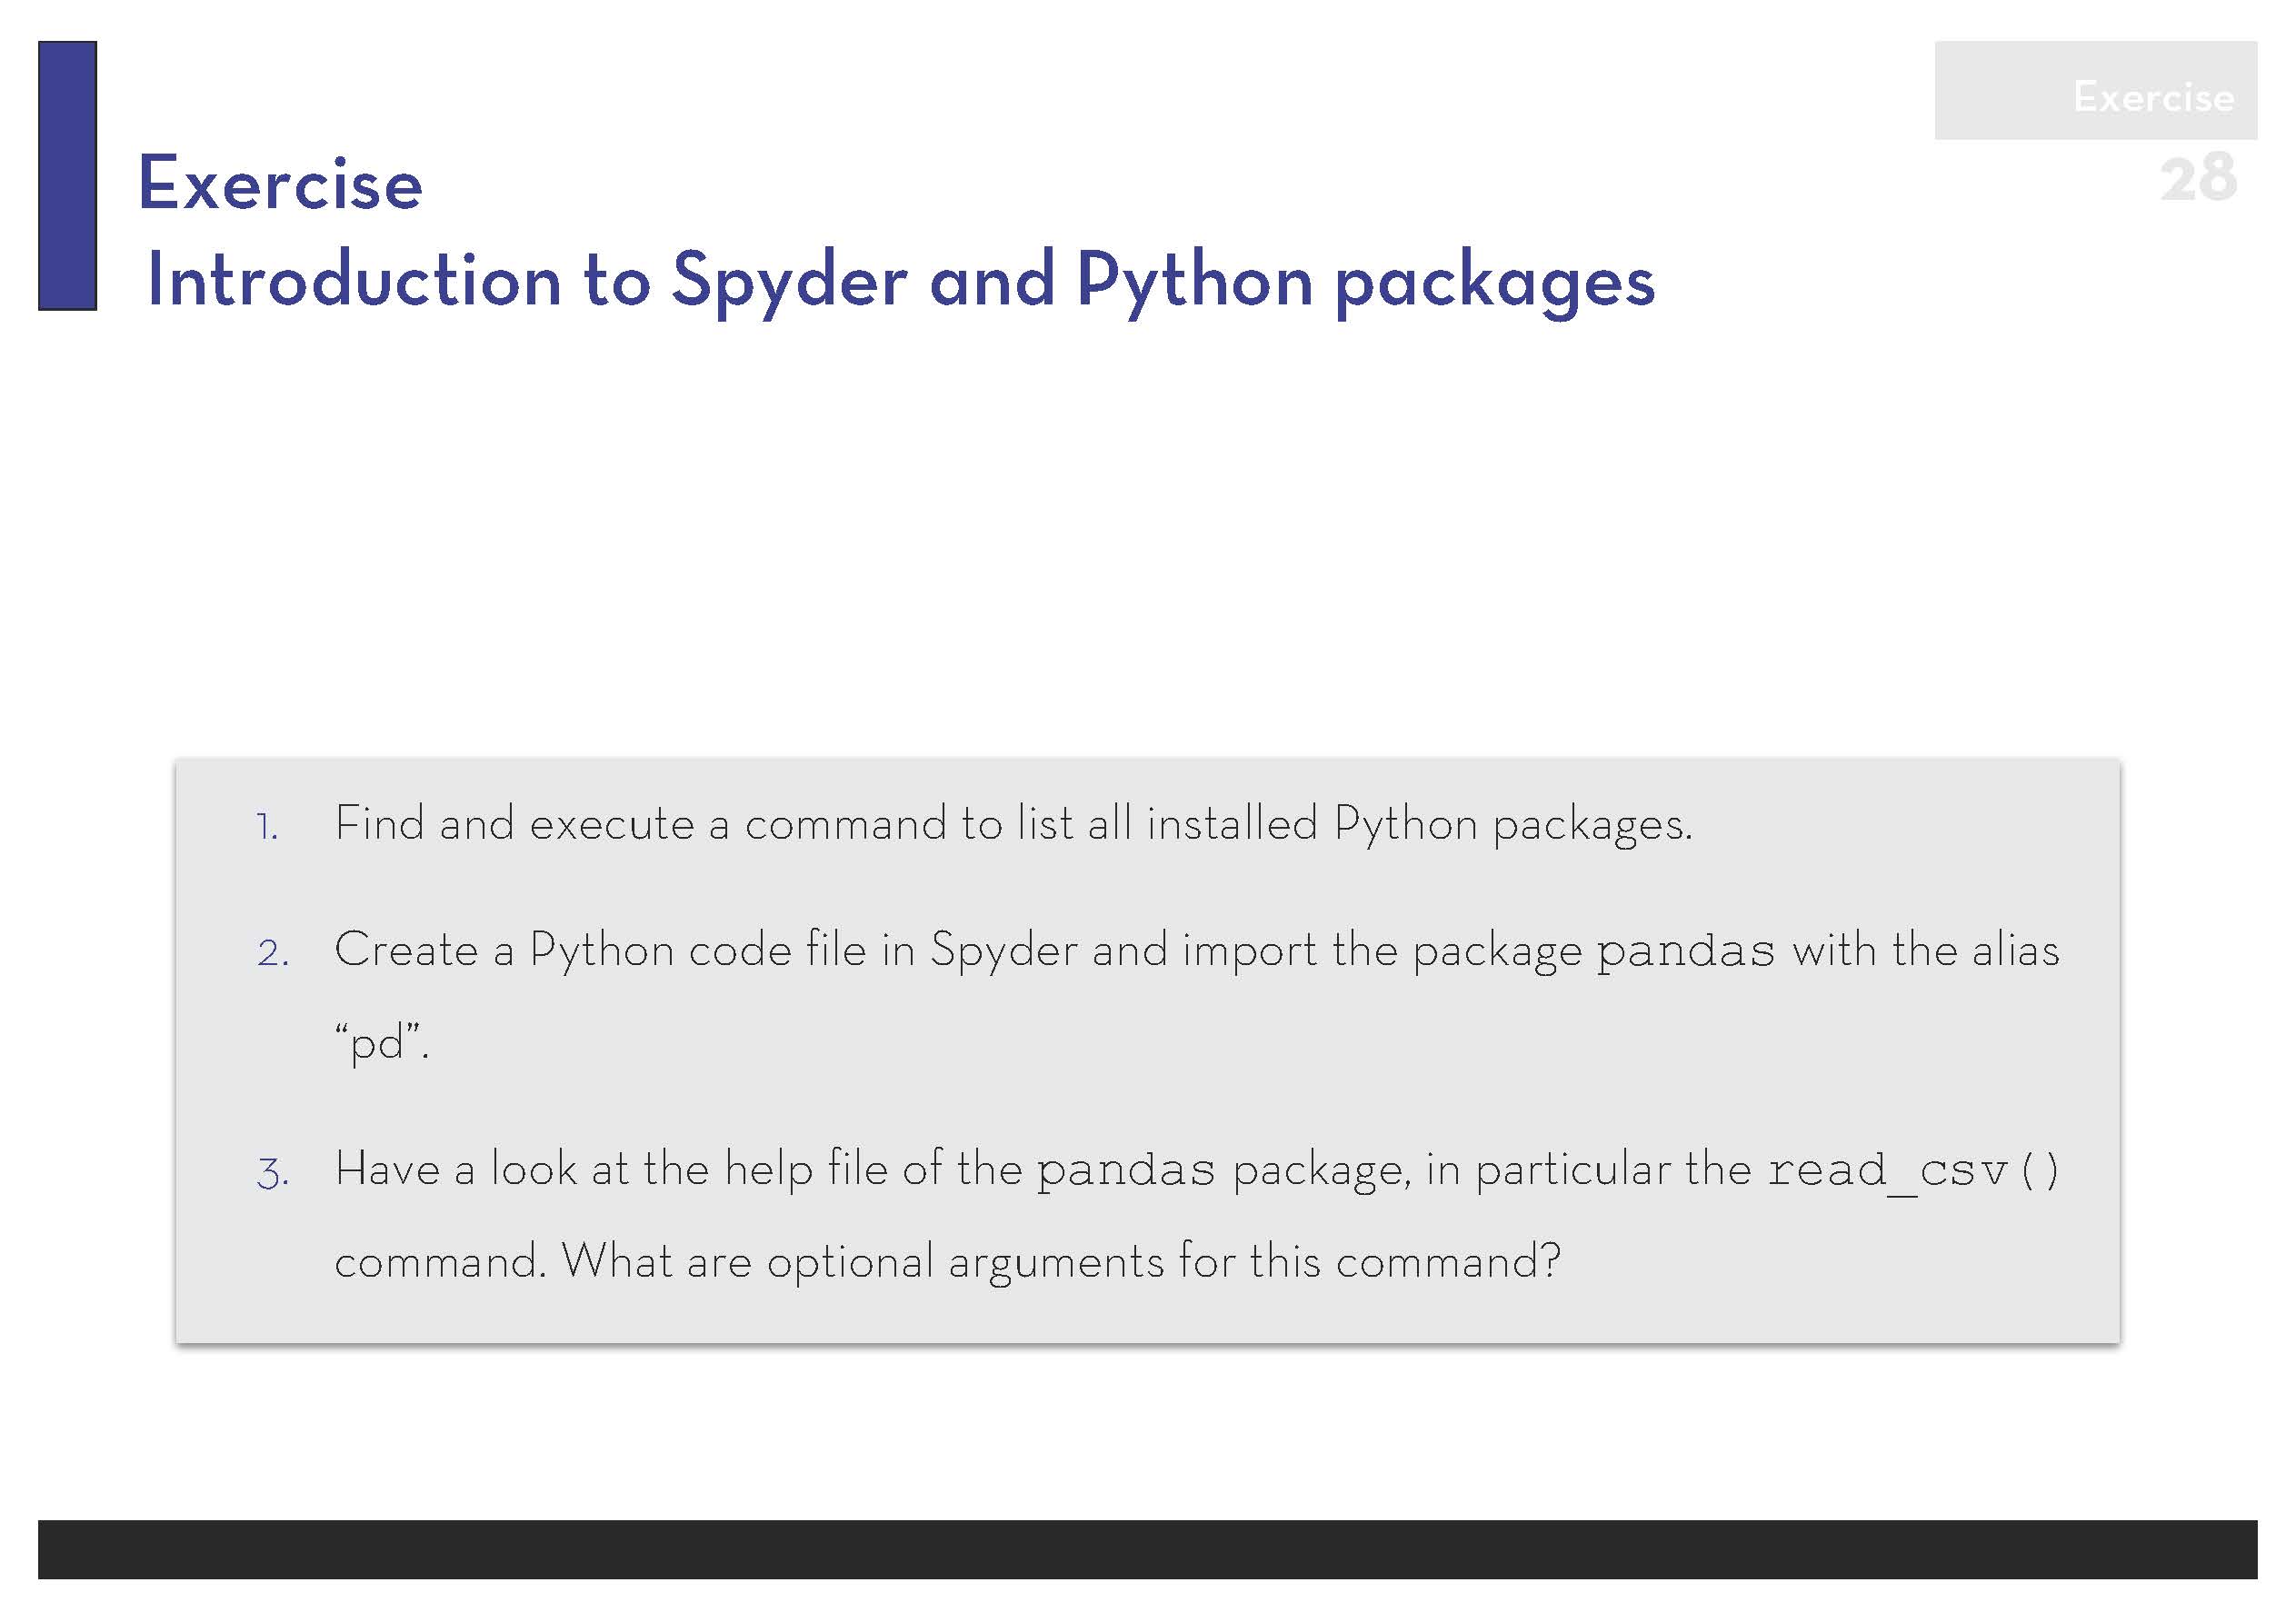 Exercise
28
Exercise
Introduction to Spyder and Python packages
1. Find and execute a command to list all installed Python packages.
2. Create a Python code file in Spyder and import the package pandas with the alias
“pd”.
3. Have a look at the help file of the pandas package, in particular the read_csv()
command. What are optional arguments for this command?